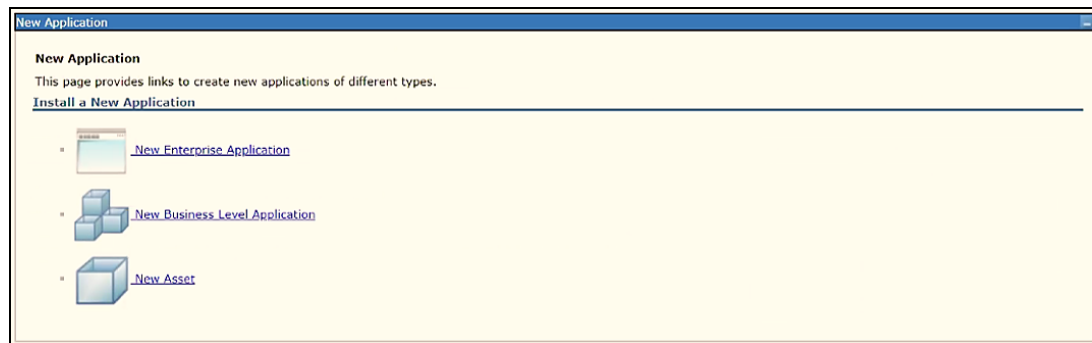 New Application
New Application
This page provides links to create new applications of different types.
Install a New Application
New Enterprise Application
New Business Level Application
New Asset